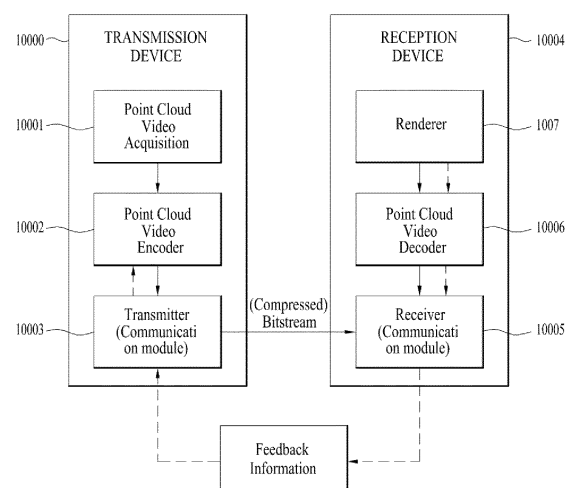 10000
TRANSMISSION
DEVICE
10001
Point Cloud
Video
Acquisition
10002
Point Cloud
Video
Encoder
10003
Transmitter
(Communicati
on module)
(Compressed)
Bitstream
RECEPTION
DEVICE
10004
Renderer
1007
Point Cloud
Video
Decoder
10006
Receiver
(Communicati
on module)
10005
Feedback
Information